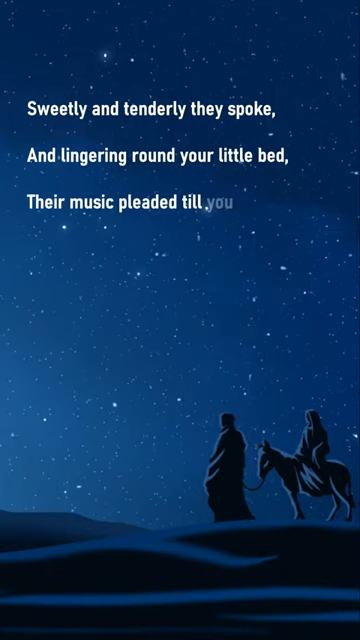 Sweetly and tenderly they spoke,
And lingering round your little bed,
Their music pleaded till you